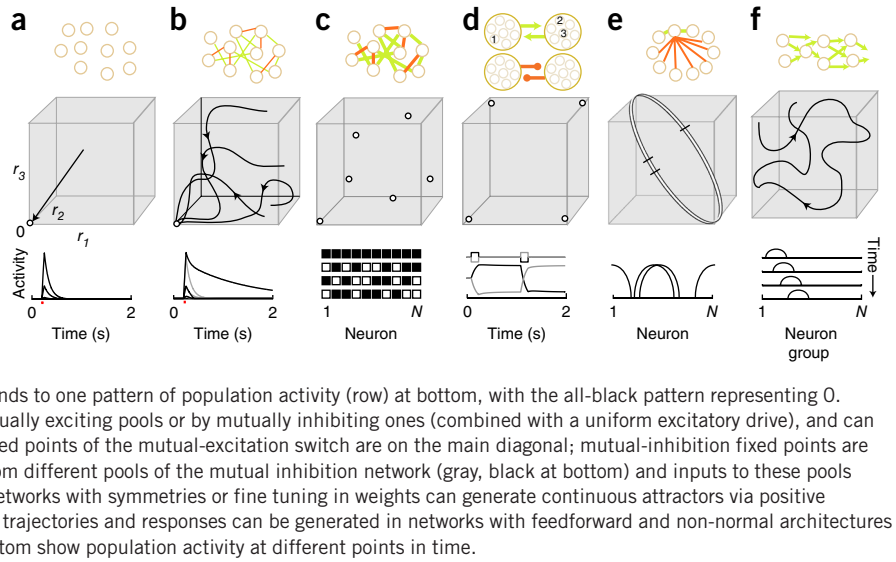 a b c d e f
1 2 3
r3
r2
0
r1
Activity
0 2
Time (s)
0 2
Time (s)
1 N
Neuron
0 2
Time (s)
1 N
Neuron
1 N
Neuron
group
Time
nds to one pattern of population activity (row) at bottom, with the all-black pattern representing 0.
ually exciting pools or by mutually inhibiting ones (combined with a uniform excitatory drive), and can
ed points of the mutual-excitation switch are on the main diagonal; mutual-inhibition fixed points are
om different pools of the mutual inhibition network (gray, black at bottom) and inputs to these pools
etworks with symmetries or fine tuning in weights can generate continuous attractors via positive
trajectories and responses can be generated in networks with feedforward and non-normal architectures
ttom show population activity at different points in time.